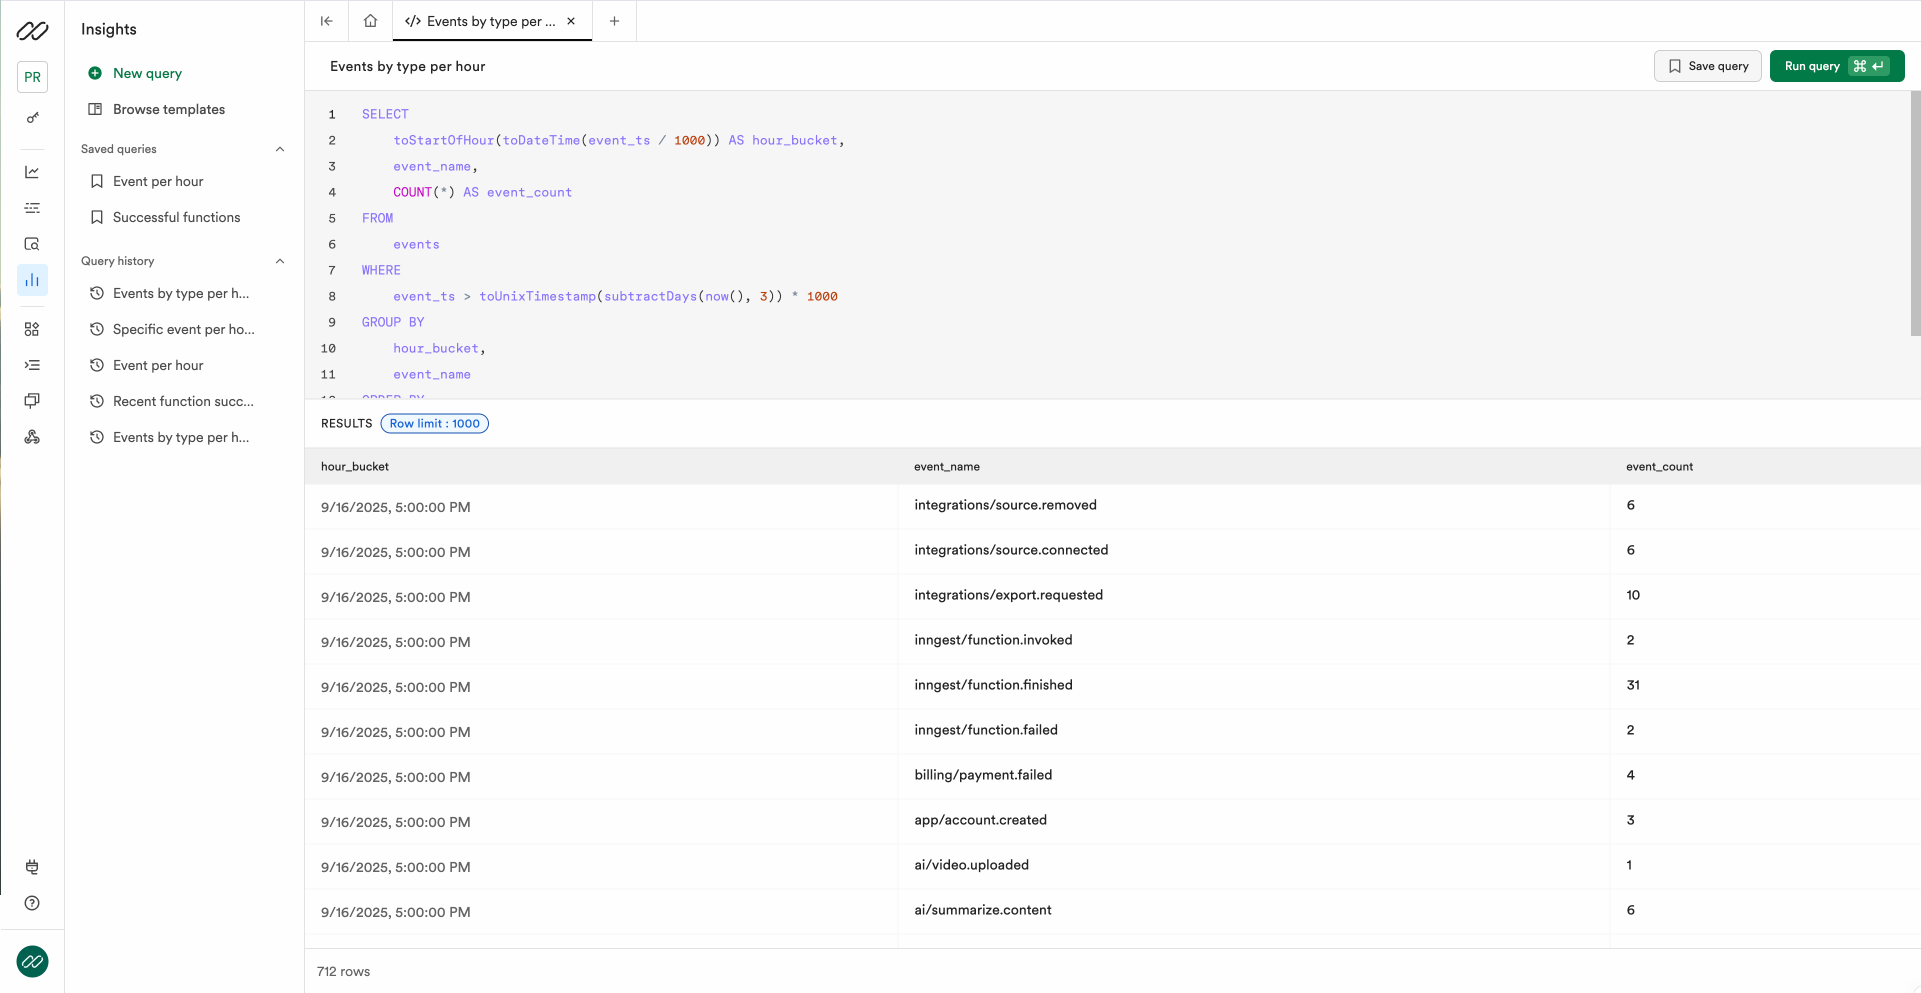 Insights
PR
New query
Browse templates
Saved queries
Event per hour
Successful functions
Query history
Events by type per h...
Specific event per ho...
Event per hour
Recent function succ...
Events by type per h...
</> Events by type per ... ×
Events by type per hour
Save query
Run query ⌘ ↵
1 SELECT
2 toStartOfHour(toDateTime(event_ts / 1000)) AS hour_bucket,
3 event_name,
4 COUNT(*) AS event_count
5 FROM
6 events
7 WHERE
8 event_ts > toUnixTimestamp(subtractDays(now(), 3)) * 1000
9 GROUP BY
10 hour_bucket,
11 event_name
12 ORDER BY
RESULTS Row limit : 1000
hour_bucket event_name event_count
9/16/2025, 5:00:00 PM integrations/source.removed 6
9/16/2025, 5:00:00 PM integrations/source.connected 6
9/16/2025, 5:00:00 PM integrations/export.requested 10
9/16/2025, 5:00:00 PM inngest/function.invoked 2
9/16/2025, 5:00:00 PM inngest/function.finished 31
9/16/2025, 5:00:00 PM inngest/function.failed 2
9/16/2025, 5:00:00 PM billing/payment.failed 4
9/16/2025, 5:00:00 PM app/account.created 3
9/16/2025, 5:00:00 PM ai/video.uploaded 1
9/16/2025, 5:00:00 PM ai/summarize.content 6
712 rows